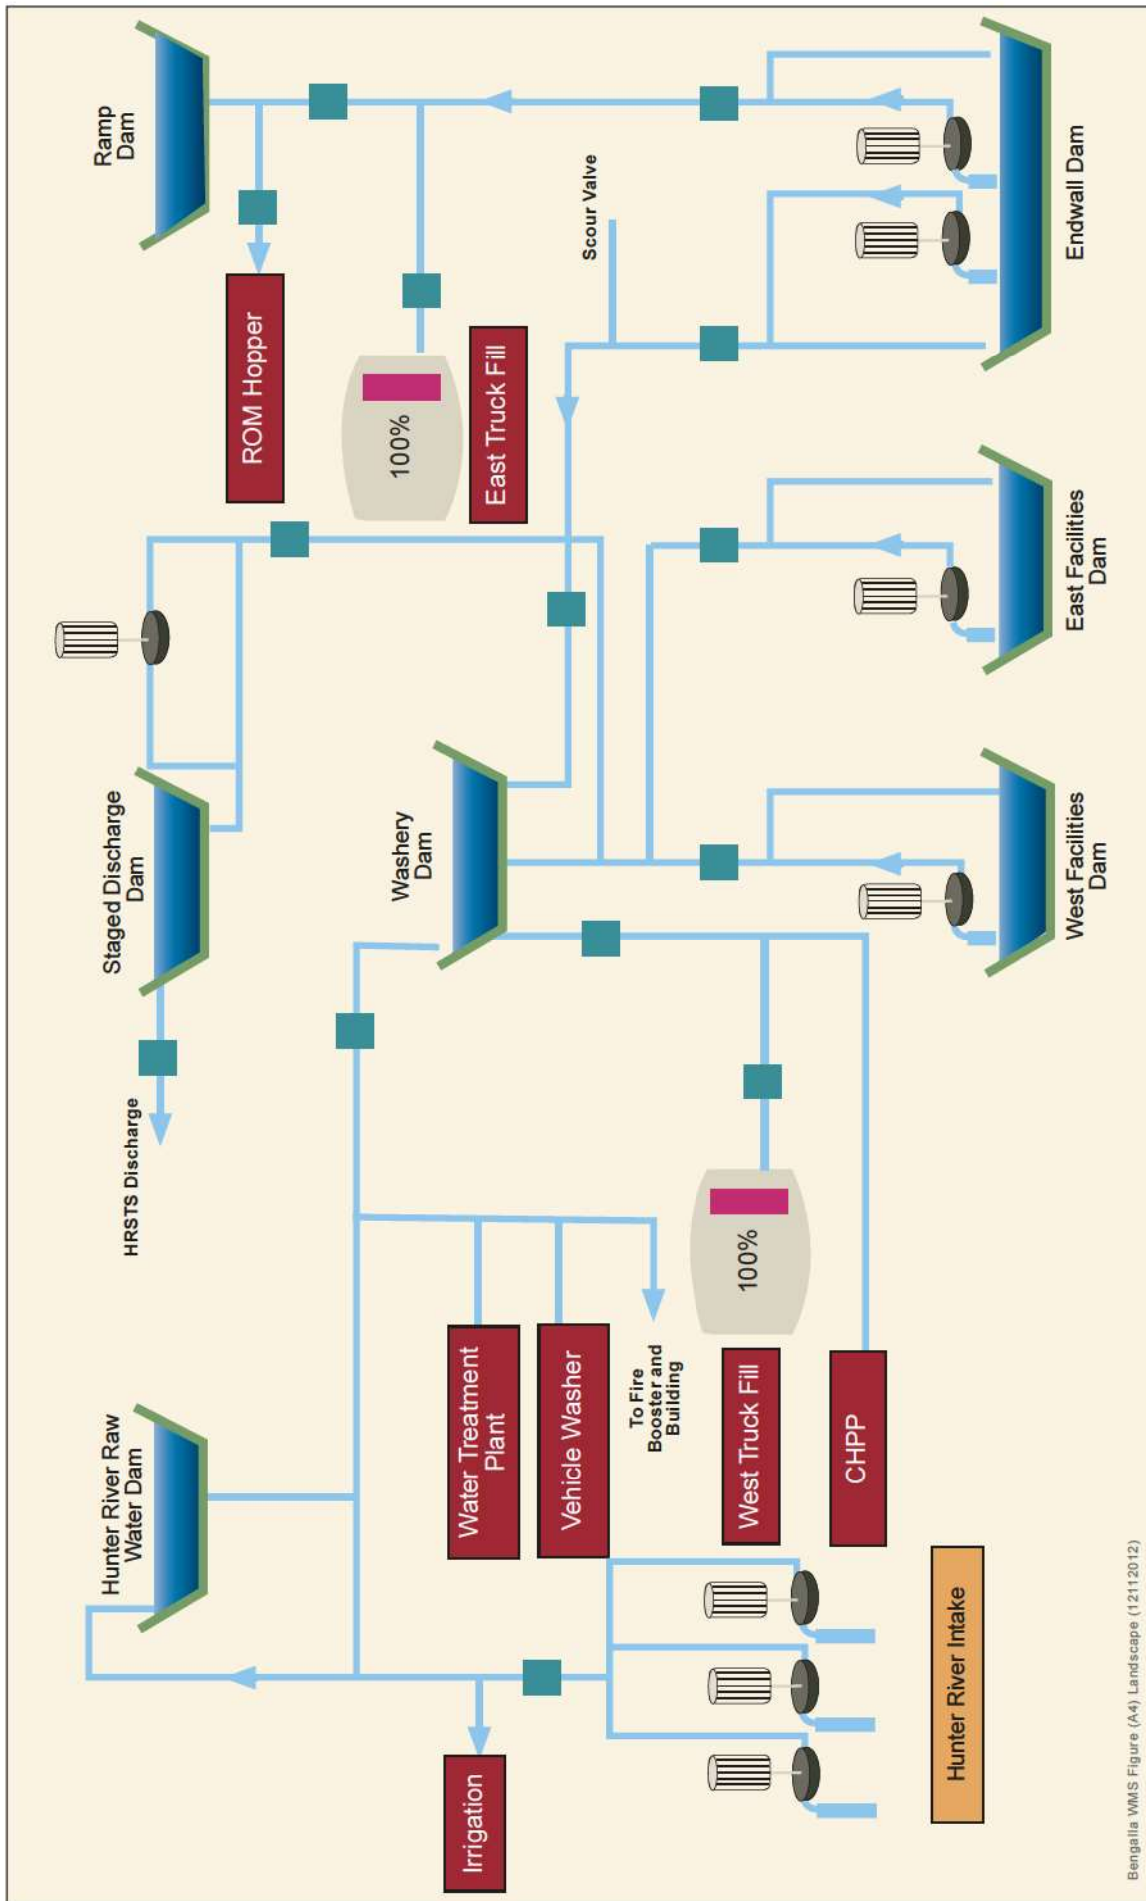 Hunter River Raw
Water Dam
Staged Discharge
Dam
Ramp
Dam
HRSTS Discharge
ROM Hopper
100%
East Truck Fill
Washery
Dam
Irrigation
Water Treatment
Plant
Vehicle Washer
To Fire
Booster and
Building
Scour Valve
100%
West Truck Fill
CHPP
Hunter River Intake
West Facilities
Dam
East Facilities
Dam
Endwall Dam
Bengalla WMS Figure (A4) Landscape (12112012)